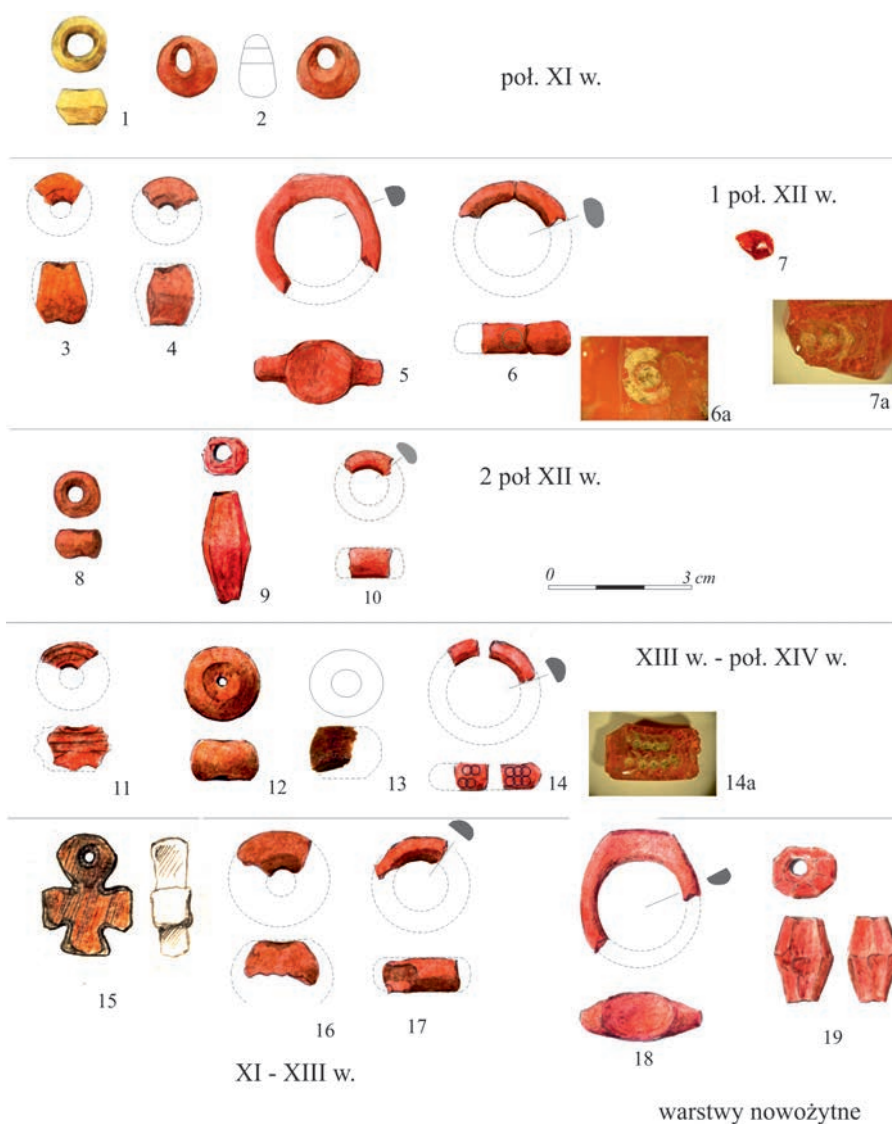 1
2
poł. XI w.
3
4
5
6
6a
1 poł. XII w.
7
7a
8
9
10
2 poł XII w.
0 3 cm
11
12
13
14
XIII w. - poł. XIV w.
14a
15
16
17
XI - XIII w.
18
19
warstwy nowożytne